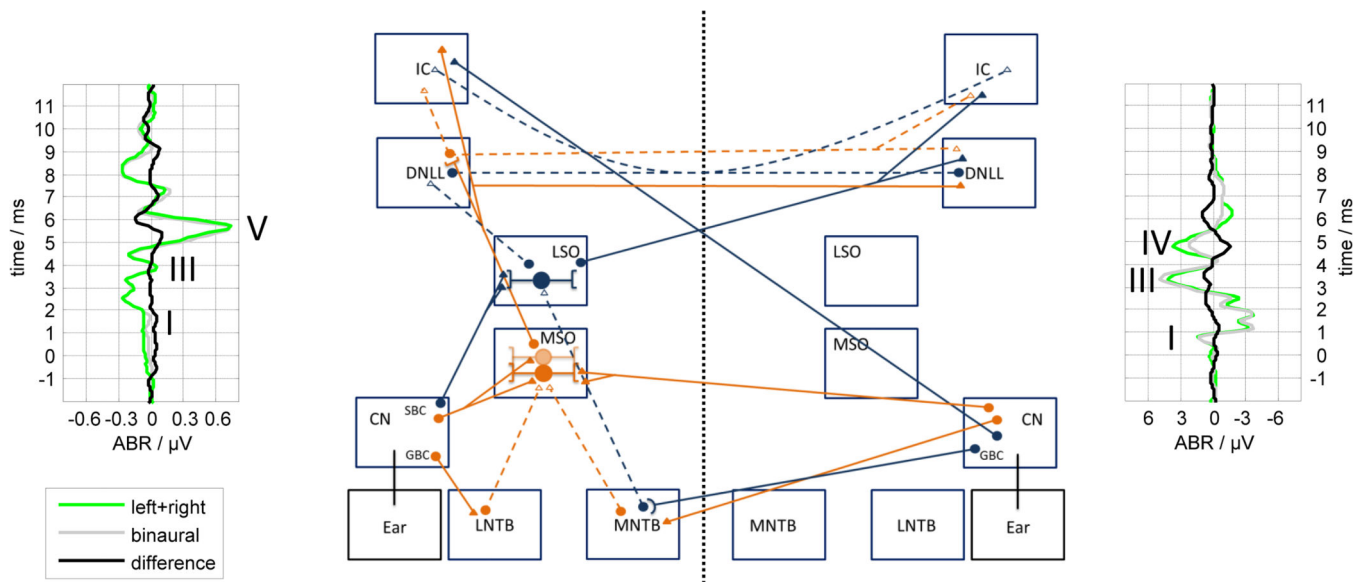 11
10
9
8
7
6
5
4
3
2
1
0
-1
time / ms
V
III
I
-0.6 -0.3 0 0.3 0.6
ABR / µV
left+right
binaural
difference
IC
DNLL
LSO
MSO
CN
SBC
GBC
Ear
LNTB
MNTB
IC
DNLL
LSO
MSO
CN
GBC
MNTB
LNTB
Ear
IV
III
I
11
10
9
8
7
6
5
4
3
2
1
0
-1
time / ms
6 3 0 -3 -6
ABR / µV